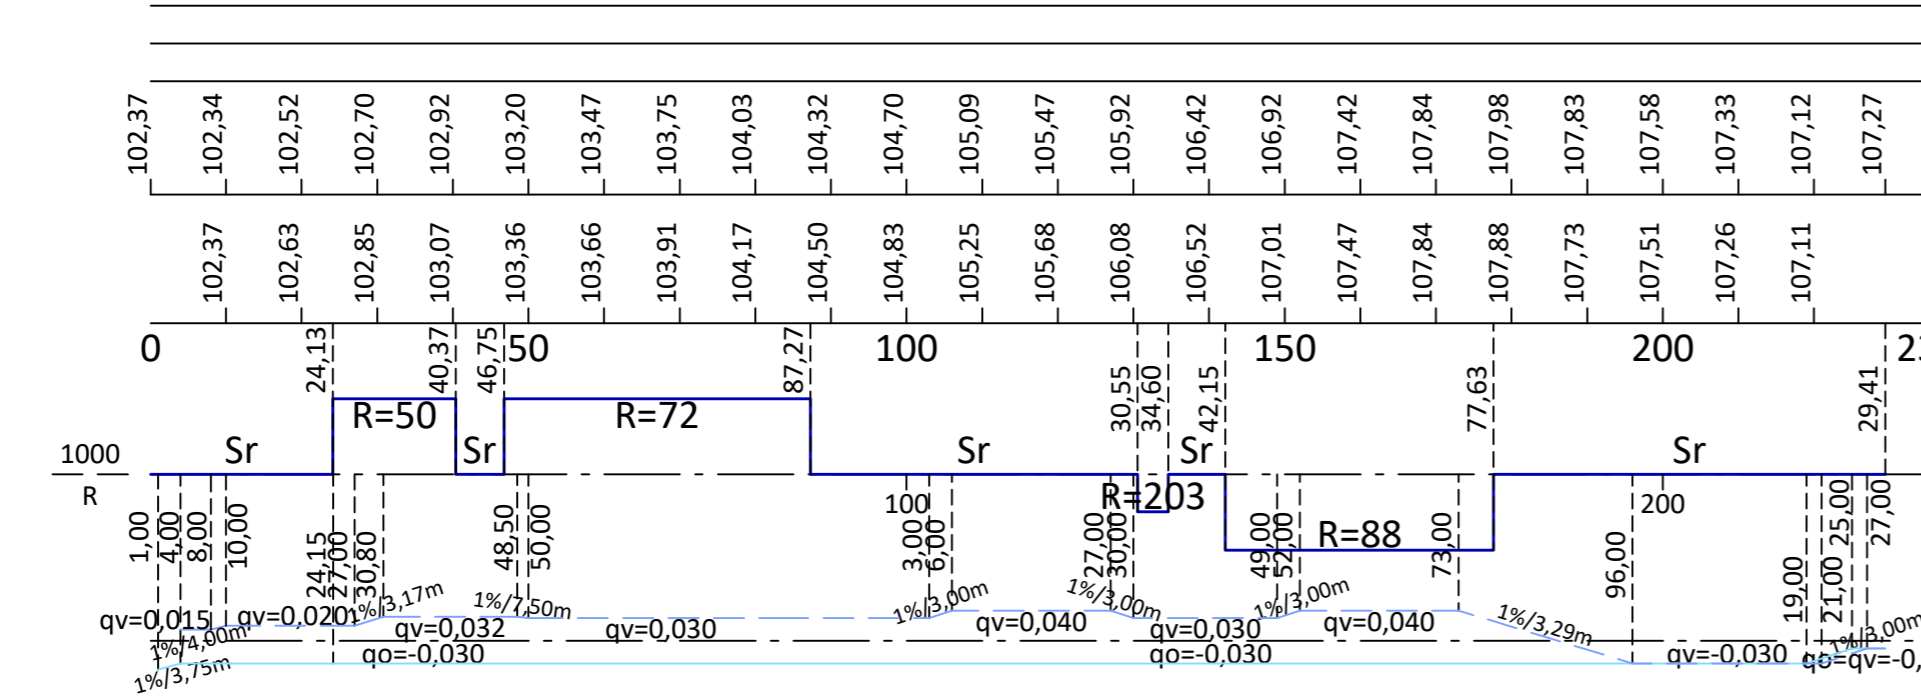 102,37 102,34 102,52 102,70 102,92 103,20 103,47 103,75 104,03 104,32 104,70 105,09 105,47 105,92 106,42 106,92 107,42 107,84 107,98 107,83 107,58 107,33 107,12 107,27
102,37 102,63 102,85 103,07 103,36 103,66 103,91 104,17 104,50 104,83 105,25 105,68 106,08 106,52 107,01 107,47 107,84 107,88 107,73 107,51 107,26 107,11
0 50 100 150 200
24,13 40,37 46,75 87,27 30,55 34,60 42,15 77,63 29,41
R=50 R=72
1000 Sr Sr Sr Sr Sr
R 100 R=203 200
R=88
1,00 4,00 8,00 10,00 24,15 27,00 30,80 48,50 50,00 3,00 6,00 27,00 30,00 49,00 52,00 73,00 96,00 19,00 21,00 25,00 27,00
1%/3,17m 1%/7,50m 1%/3,00m 1%/3,00m 1%/3,00m 1%/3,29m 1%/3,00m
qv=0,015 qv=0,020 qv=0,032 qv=0,030 qv=0,040 qv=0,030 qv=0,040
1%/4,00m qo=-0,030 qo=-0,030 qv=-0,030 qo=qv=-0,
1%/3,75m